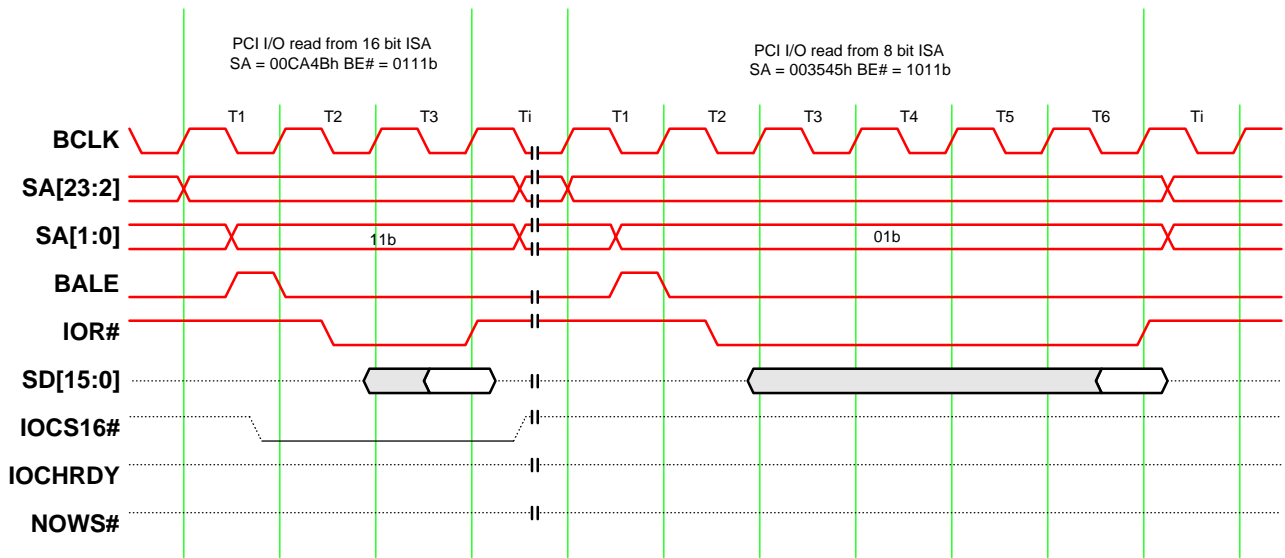 PCI I/O read from 16 bit ISA
SA = 00CA4Bh BE# = 0111b
PCI I/O read from 8 bit ISA
SA = 003545h BE# = 1011b
T1 T2 T3 Ti T1 T2 T3 T4 T5 T6 Ti
BCLK
SA[23:2]
SA[1:0] 11b 01b
BALE
IOR#
SD[15:0]
IOCS16#
IOCHRDY
NOWS#